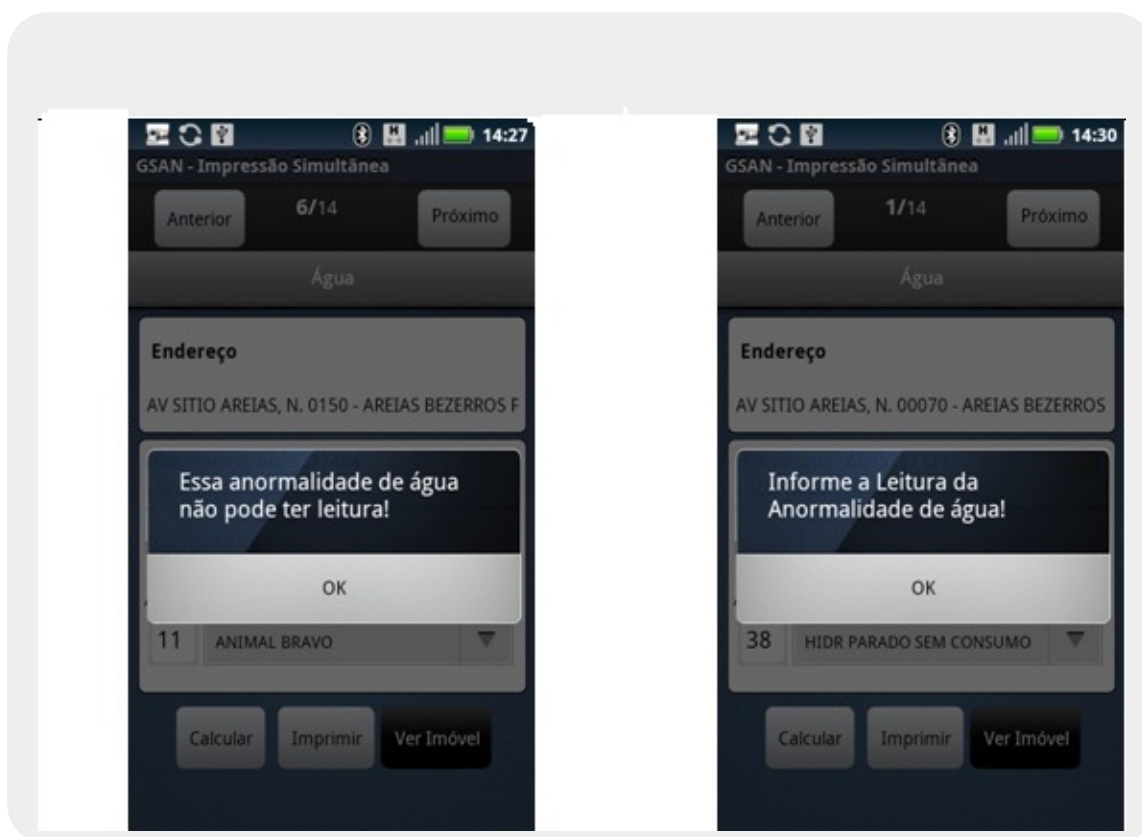 14:27
GSAN - Impressão Simultânea
Anterior
6/14
Próximo
Água
Endereço
AV SITIO AREIAS, N. 0150 - AREIAS BEZERROS F
Essa anormalidade de água
não pode ter leitura!
OK
11
ANIMAL BRAVO
Calcular
Imprimir
Ver Imóvel
14:30
GSAN - Impressão Simultânea
Anterior
1/14
Próximo
Água
Endereço
AV SITIO AREIAS, N. 00070 - AREIAS BEZERROS
Informe a Leitura da
Anormalidade de água!
OK
38
HIDR PARADO SEM CONSUMO
Calcular
Imprimir
Ver Imóvel